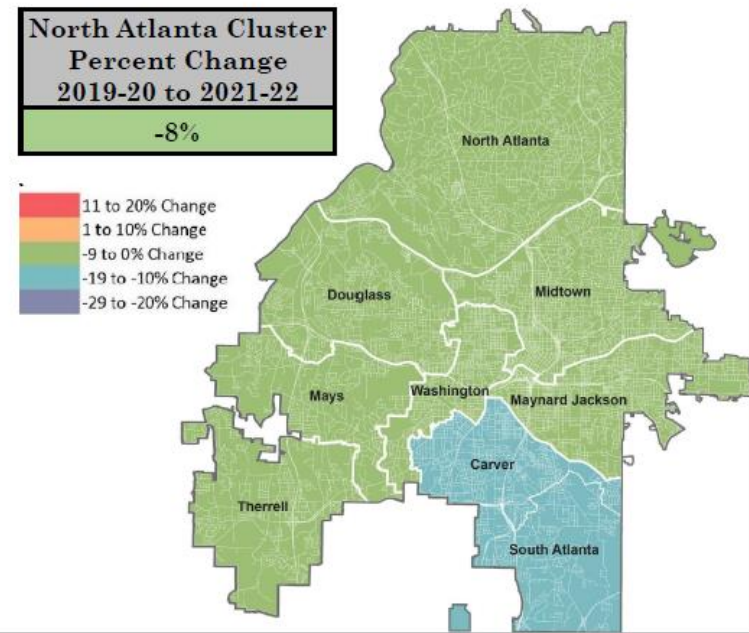 North Atlanta Cluster
Percent Change
2019-20 to 2021-22
-8%
11 to 20% Change
1 to 10% Change
-9 to 0% Change
-19 to -10% Change
-29 to -20% Change
North Atlanta
Douglass
Midtown
Mays
Washington
Maynard Jackson
Carver
Therrell
South Atlanta